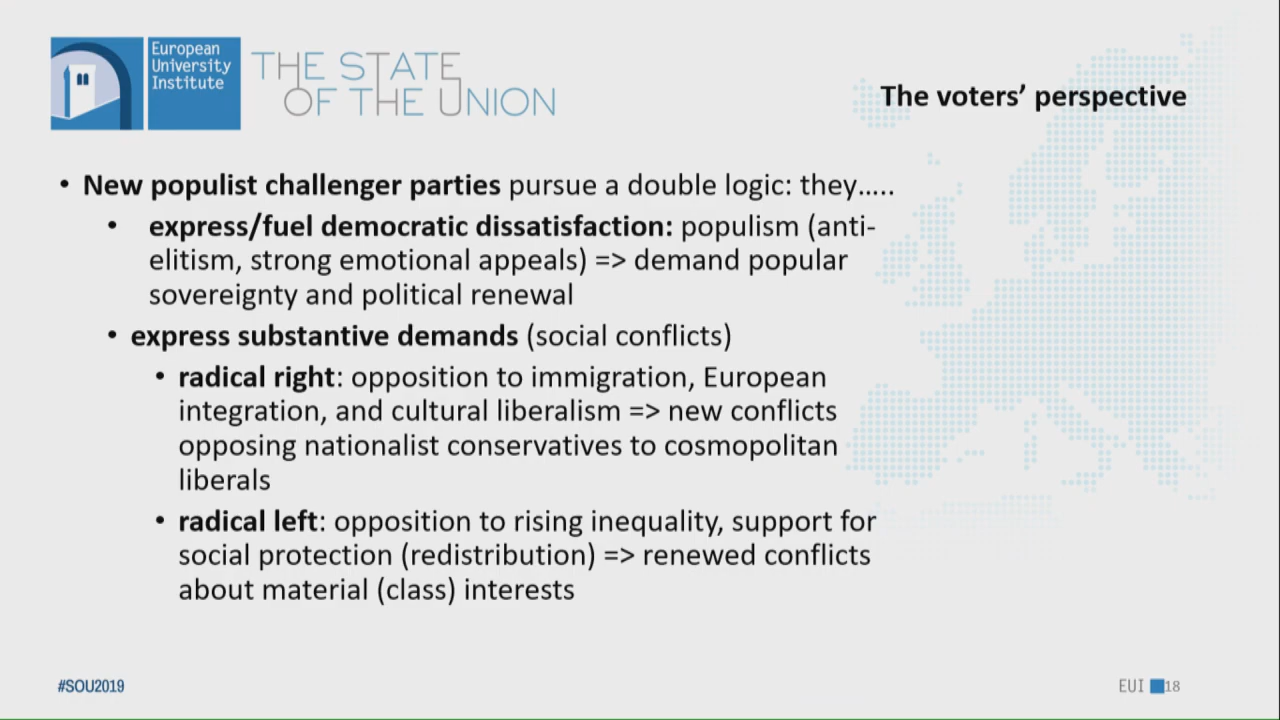 European
University
Institute
THE STATE
OF THE UNION
The voters’ perspective
• New populist challenger parties pursue a double logic: they.....
• express/fuel democratic dissatisfaction: populism (anti-
elitism, strong emotional appeals) => demand popular
sovereignty and political renewal
• express substantive demands (social conflicts)
• radical right: opposition to immigration, European
integration, and cultural liberalism => new conflicts
opposing nationalist conservatives to cosmopolitan
liberals
• radical left: opposition to rising inequality, support for
social protection (redistribution) => renewed conflicts
about material (class) interests
#SOU2019
EUI 18